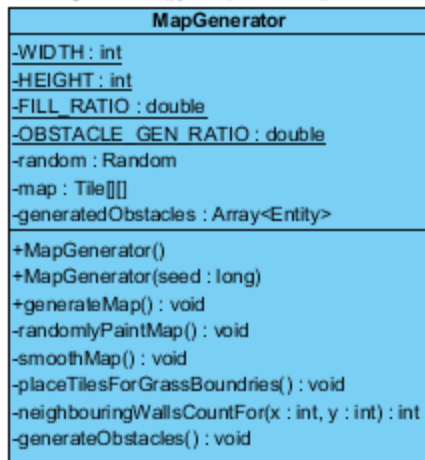 MapGenerator
-WIDTH : int
-HEIGHT : int
-FILL_RATIO : double
-OBSTACLE_GEN_RATIO : double
-random : Random
-map : Tile[][]
-generatedObstacles : Array<Entity>
+MapGenerator()
+MapGenerator(seed : long)
+generateMap() : void
-randomlyPaintMap() : void
-smoothMap() : void
-placeTilesForGrassBoundries() : void
-neighbouringWallsCountFor(x : int, y : int) : int
-generateObstacles() : void